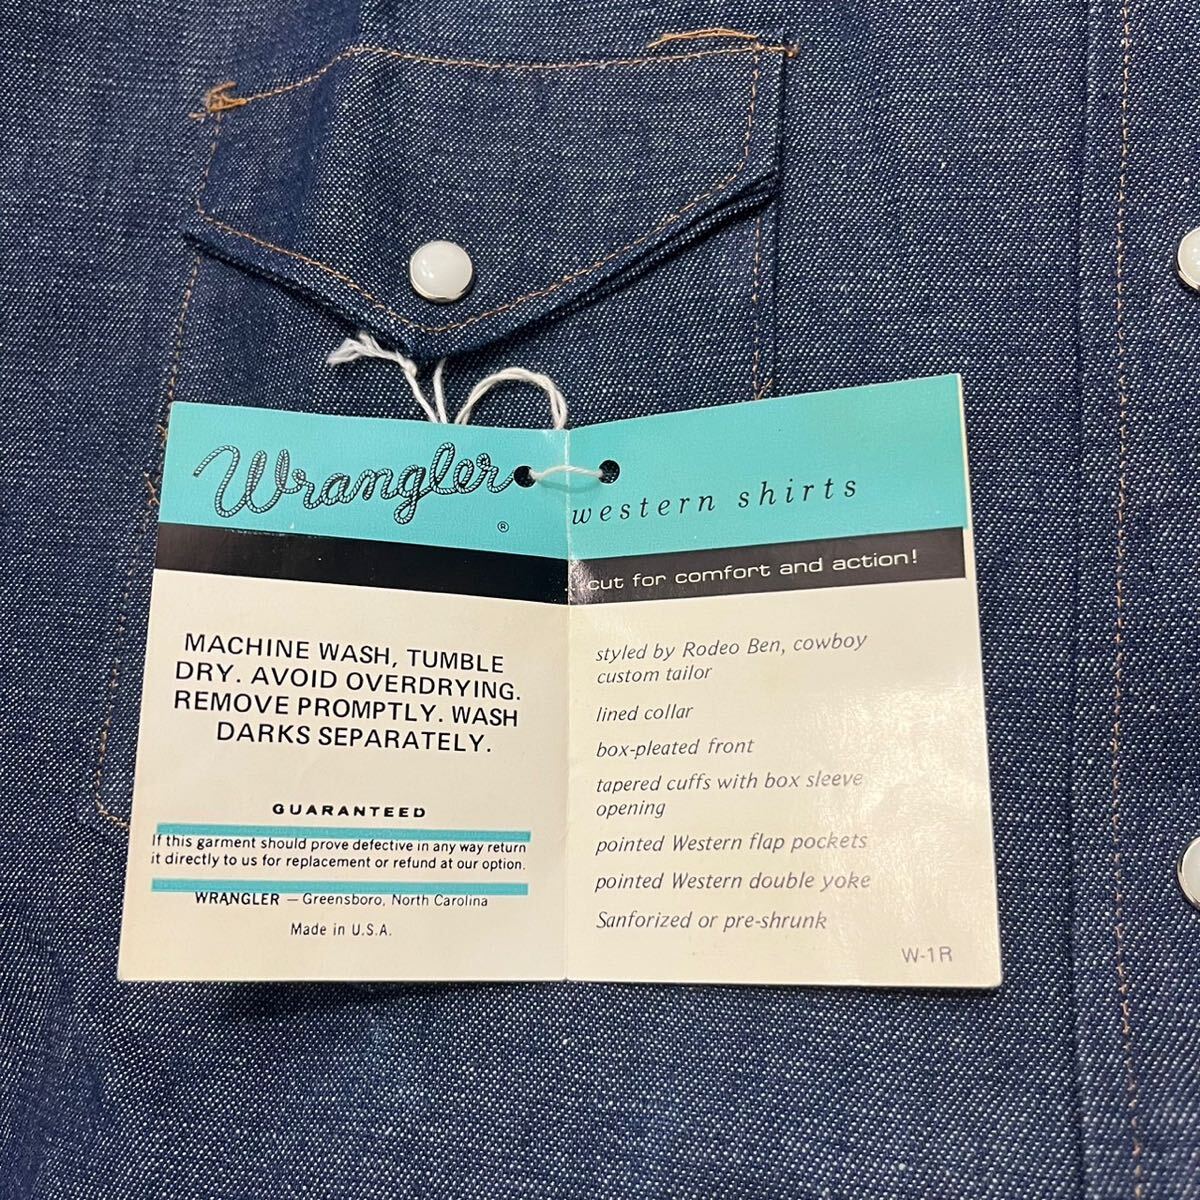 Wrangler
®
MACHINE WASH, TUMBLE
DRY. AVOID OVERDRYING.
REMOVE PROMPTLY. WASH
DARKS SEPARATELY.
GUARANTEED
If this garment should prove defective in any way return
it directly to us for replacement or refund at our option.
WRANGLER — Greensboro, North Carolina
Made in U.S.A.
western shirts
cut for comfort and action!
styled by Rodeo Ben, cowboy
custom tailor
lined collar
box-pleated front
tapered cuffs with box sleeve
opening
pointed Western flap pockets
pointed Western double yoke
Sanforized or pre-shrunk
W-1R